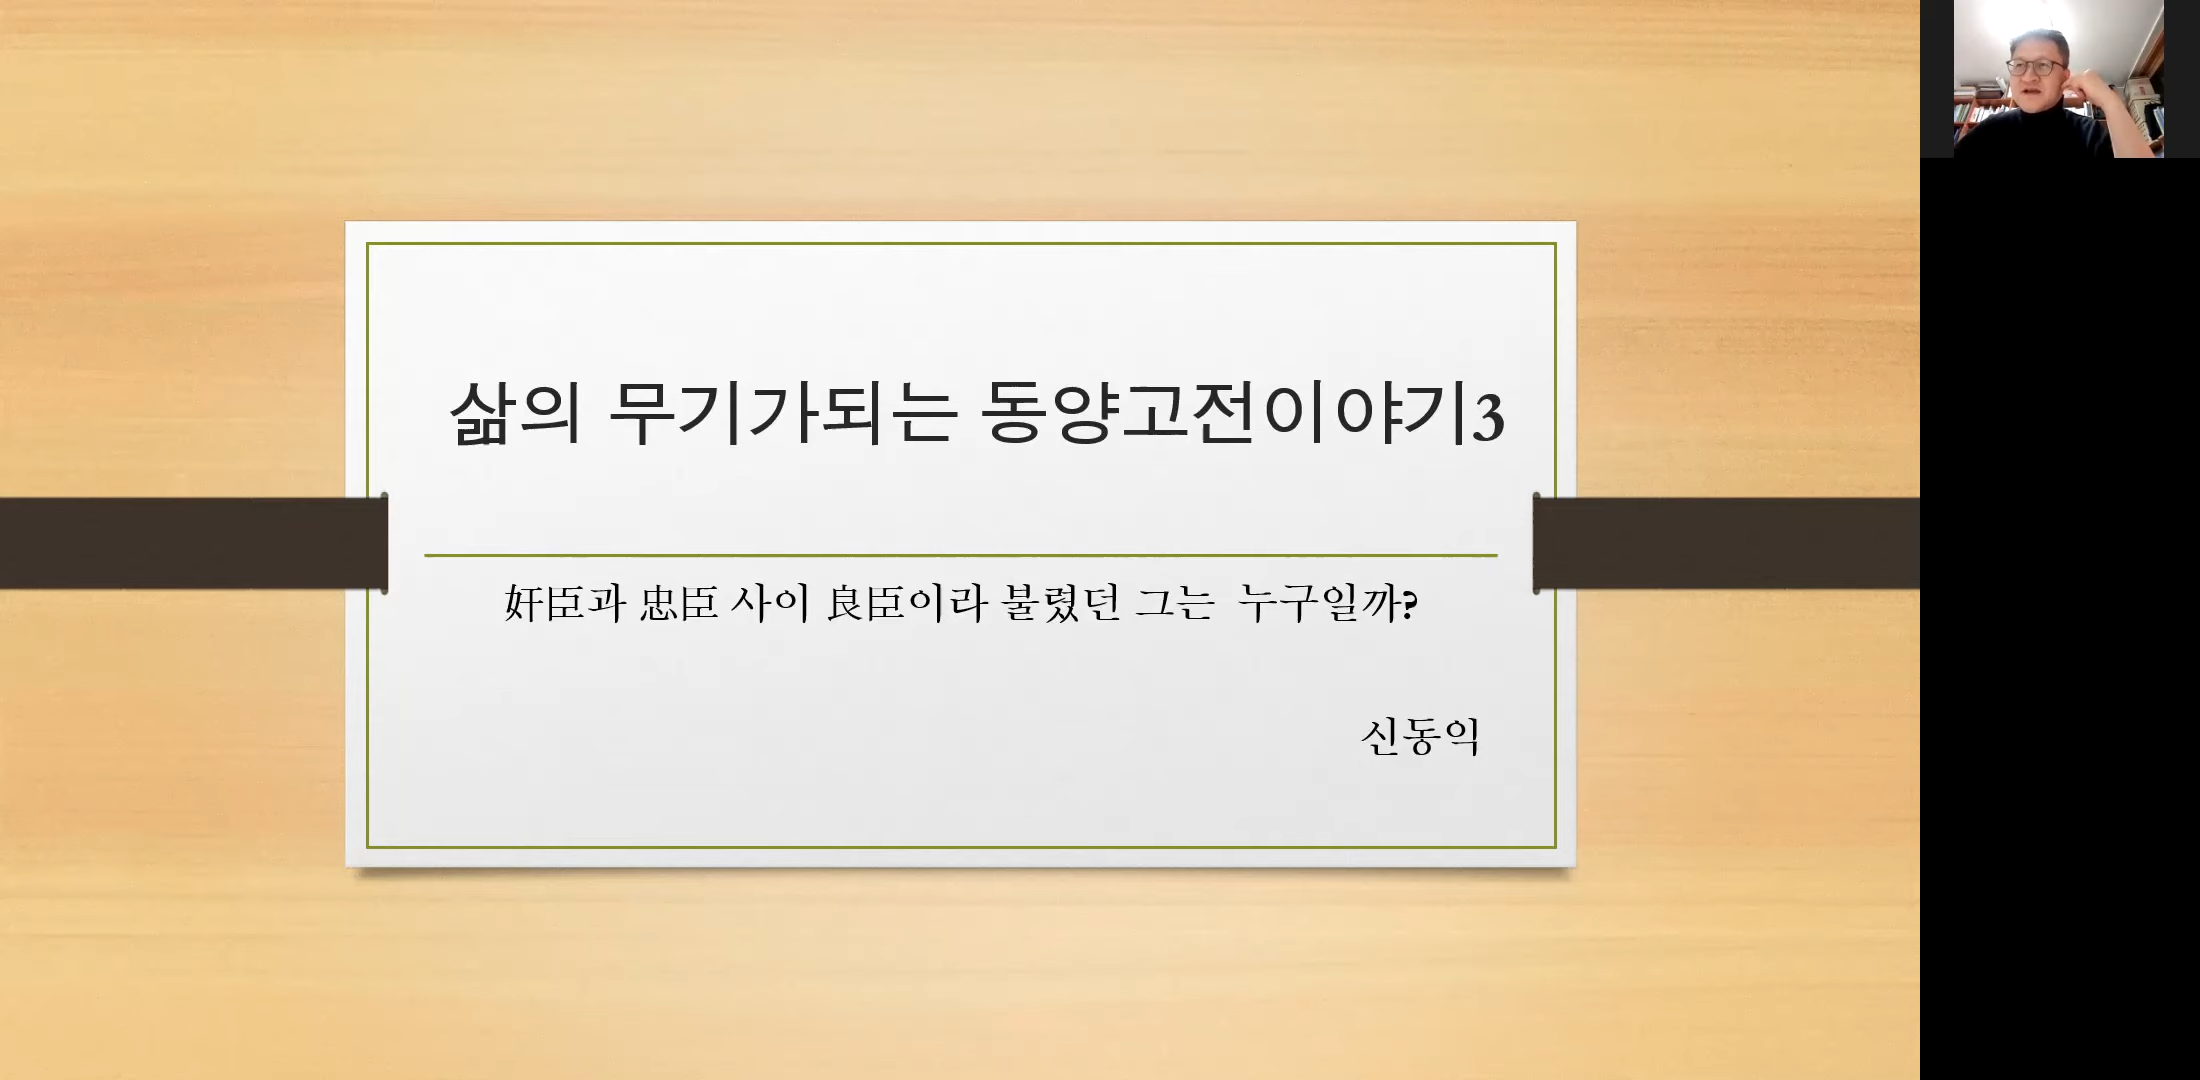 삶의 무기가되는 동양고전이야기3
奸臣과 忠臣 사이 良臣이라 불렸던 그는 누구일까?
신동익